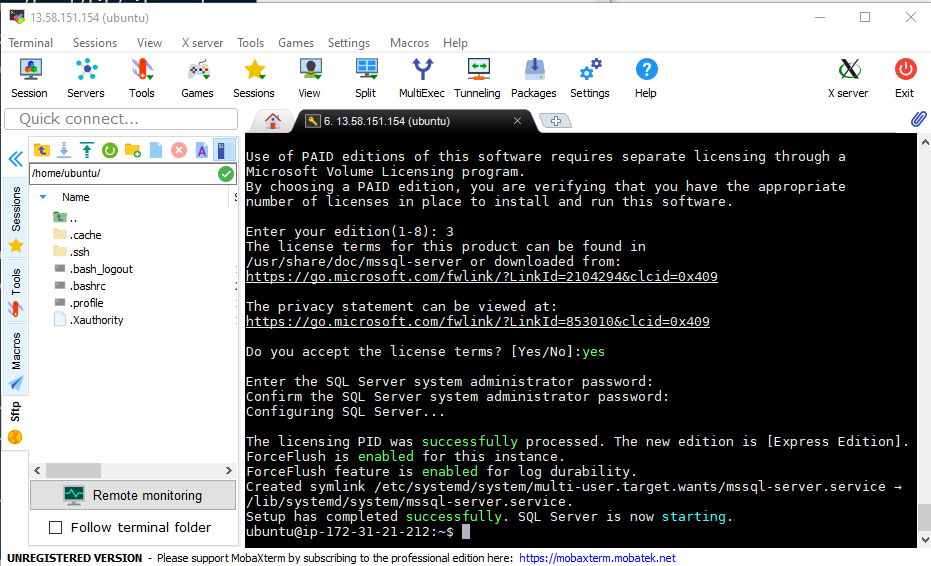 13.58.151.154 (ubuntu)
Terminal Sessions View X server Tools Games Settings Macros Help
Session Servers Tools Games Sessions View Split MultiExec Tunneling Packages Settings Help X server Exit
Quick connect...
6. 13.58.151.154 (ubuntu)
/home/ubuntu/
Name
..
.cache
.ssh
.bash_logout
.bashrc
.profile
.Xauthority
Sessions
Tools
Macros
Sftp
Remote monitoring
Follow terminal folder
Use of PAID editions of this software requires separate licensing through a
Microsoft Volume Licensing program.
By choosing a PAID edition, you are verifying that you have the appropriate
number of licenses in place to install and run this software.
Enter your edition(1-8): 3
The license terms for this product can be found in
/usr/share/doc/mssql-server or downloaded from:
https://go.microsoft.com/fwlink/?LinkId=2104294&clcid=0x409
The privacy statement can be viewed at:
https://go.microsoft.com/fwlink/?LinkId=853010&clcid=0x409
Do you accept the license terms? [Yes/No]:yes
Enter the SQL Server system administrator password:
Confirm the SQL Server system administrator password:
Configuring SQL Server...
The licensing PID was successfully processed. The new edition is [Express Edition].
ForceFlush is enabled for this instance.
ForceFlush feature is enabled for log durability.
Created symlink /etc/systemd/system/multi-user.target.wants/mssql-server.service →
/lib/systemd/system/mssql-server.service.
Setup has completed successfully. SQL Server is now starting.
ubuntu@ip-172-31-21-212:~$
UNREGISTERED VERSION - Please support MobaXterm by subscribing to the professional edition here: https://mobaxterm.mobatek.net